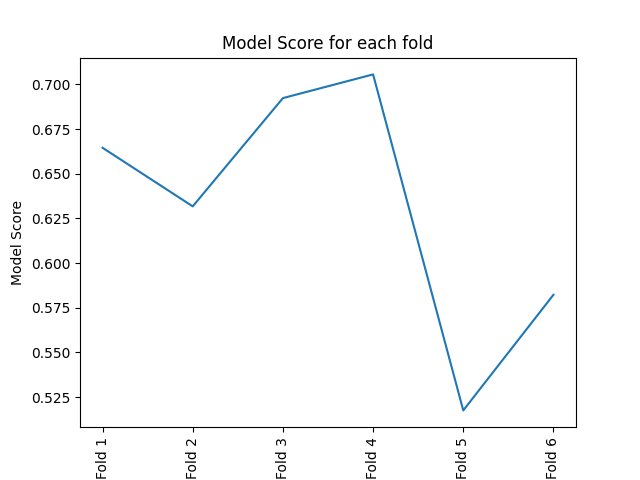 Model Score for each fold
Model Score
0.700
0.675
0.650
0.625
0.600
0.575
0.550
0.525
Fold 1
Fold 2
Fold 3
Fold 4
Fold 5
Fold 6